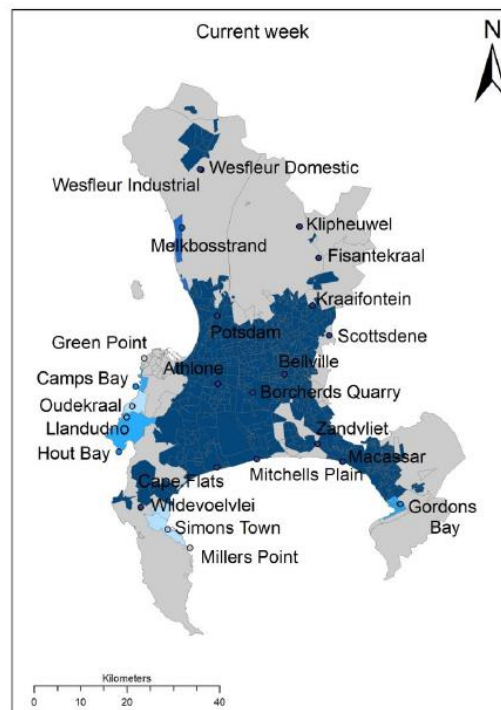 Current week
N
Wesfleur Domestic
Wesfleur Industrial
Klipheuwel
Melkbosstrand
Fisantekraal
Kraaifontein
Potsdam
Scottsdene
Green Point
Bellville
Athlone
Camps Bay
Borcherds Quarry
Oudekraal
Llandudno
Zandvliet
Hout Bay
Macassar
Mitchells Plain
Cape Flats
Wildevoelvlei
Gordons
Bay
Simons Town
Millers Point
Kilometers
0 10 20 40